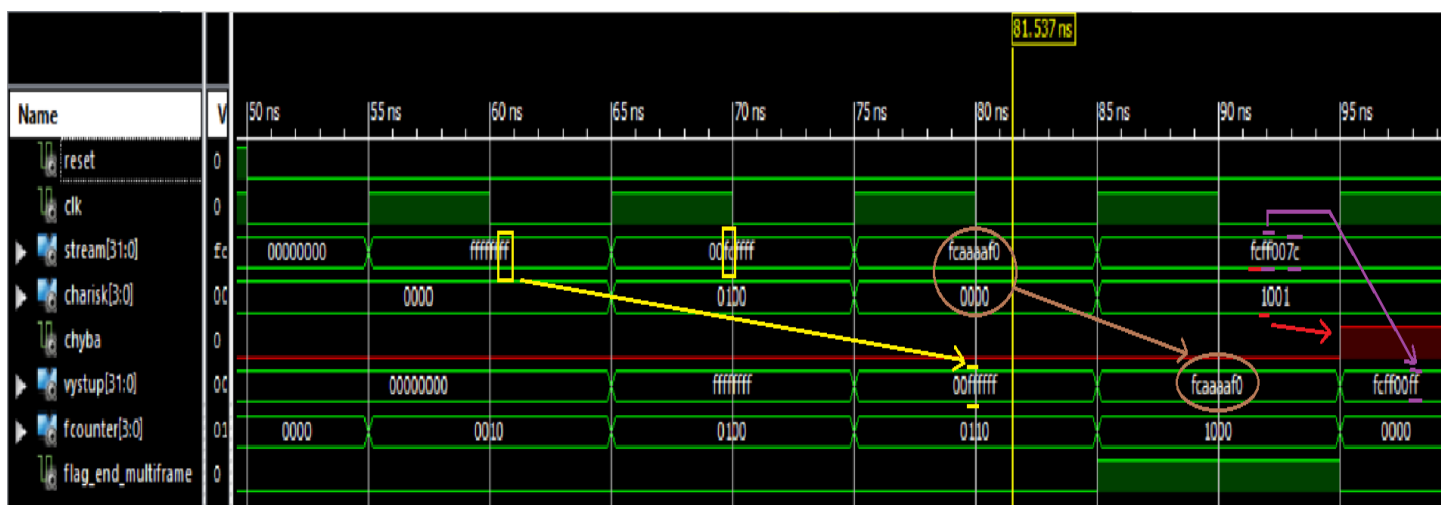 81.537 ns
Name V 50 ns 55 ns 60 ns 65 ns 70 ns 75 ns 80 ns 85 ns 90 ns 95 ns
reset 0
clk 0
stream[31:0] fc 00000000 ffffffff 00fcffff fcaaaaf0 fcff007c
charisk[3:0] 00 0000 0100 0000 1001
chyba 0
vystup[31:0] 00 00000000 ffffffff 00ffffff fcaaaaf0 fcff00ff
fcounter[3:0] 01 0000 0010 0100 0110 1000 0000
flag_end_multiframe 0